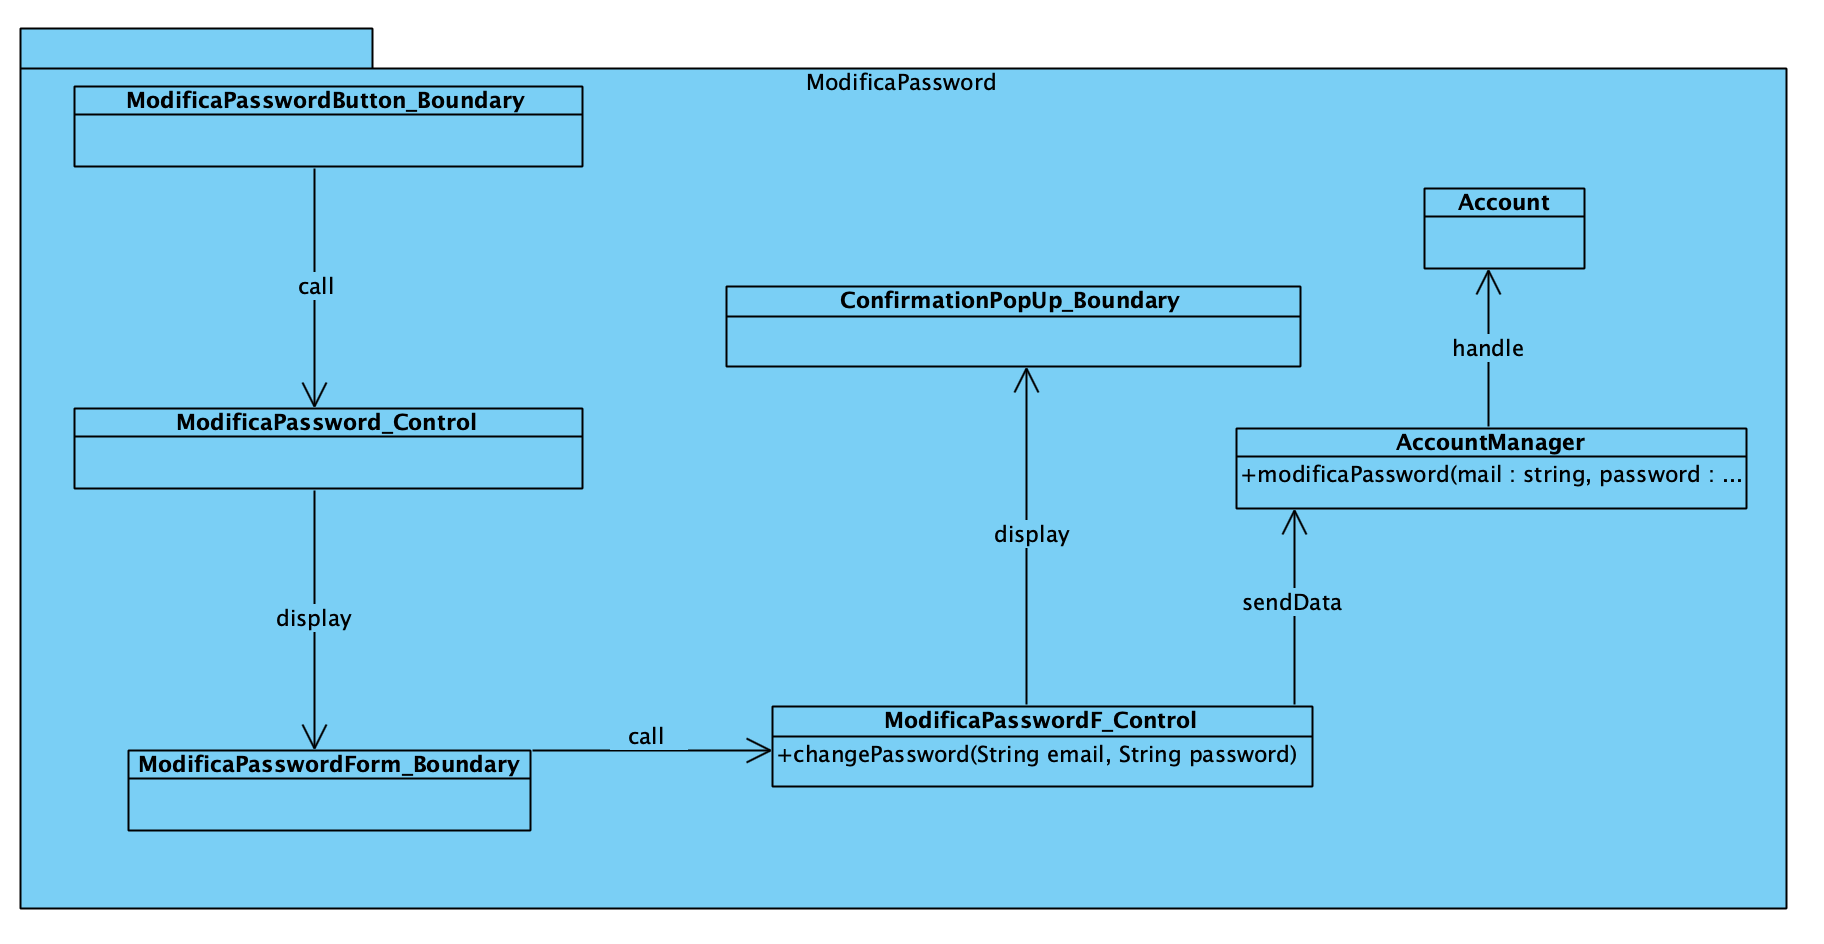 ModificaPassword
ModificaPasswordButton_Boundary
call
ModificaPassword_Control
display
ModificaPasswordForm_Boundary
call
ModificaPasswordF_Control
+changePassword(String email, String password)
display
ConfirmationPopUp_Boundary
sendData
AccountManager
+modificaPassword(mail : string, password : ...
handle
Account